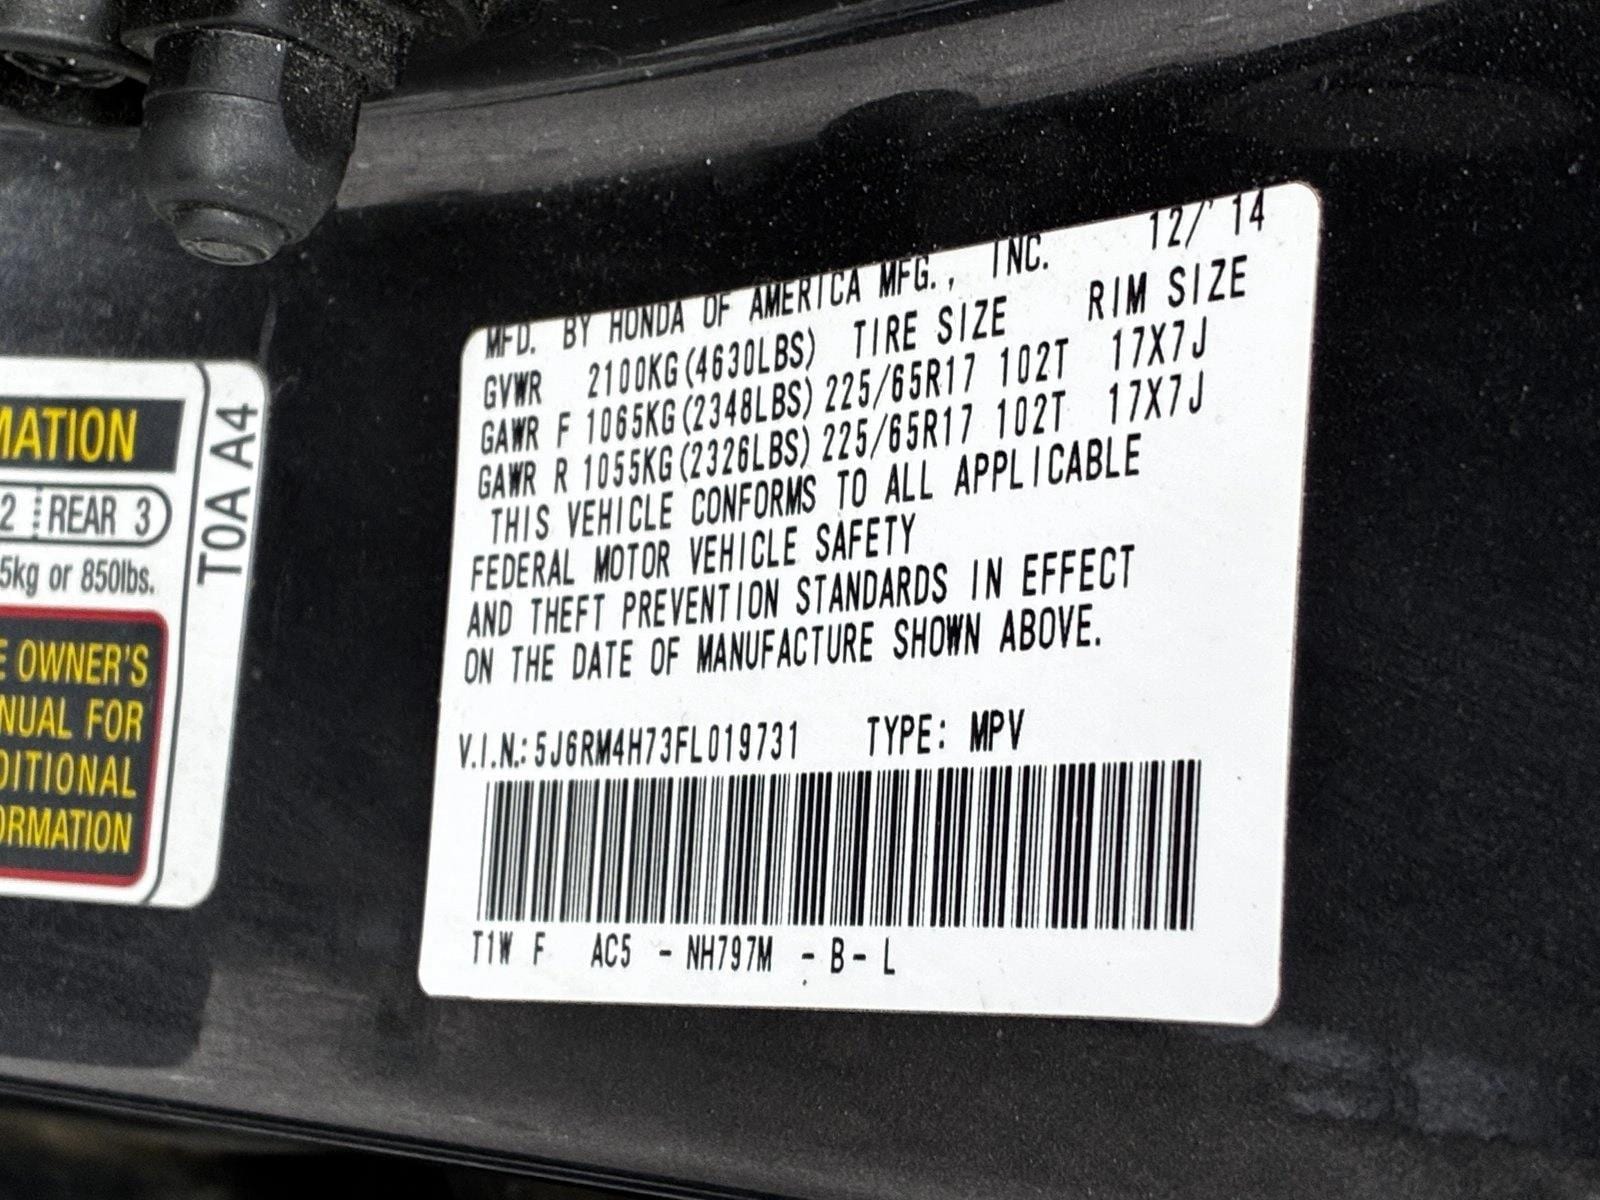 MATION
2 REAR 3
5kg or 850lbs.
E OWNER'S
NUAL FOR
DITIONAL
ORMATION
T0A A4
MFD. BY HONDA OF AMERICA MFG., INC. 12/'14
GVWR 2100KG(4630LBS) TIRE SIZE RIM SIZE
GAWR F 1065KG(2348LBS) 225/65R17 102T 17X7J
GAWR R 1055KG(2326LBS) 225/65R17 102T 17X7J
THIS VEHICLE CONFORMS TO ALL APPLICABLE
FEDERAL MOTOR VEHICLE SAFETY
AND THEFT PREVENTION STANDARDS IN EFFECT
ON THE DATE OF MANUFACTURE SHOWN ABOVE.
V.I.N.: 5J6RM4H73FL019731 TYPE: MPV
T1W F AC5 - NH797M - B - L